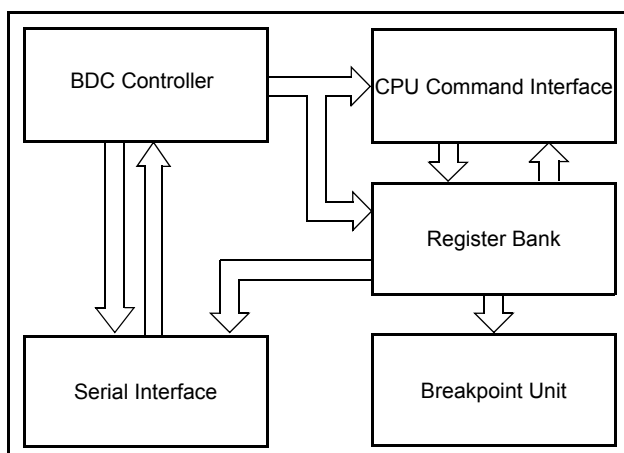 BDC Controller
CPU Command Interface
Register Bank
Serial Interface
Breakpoint Unit